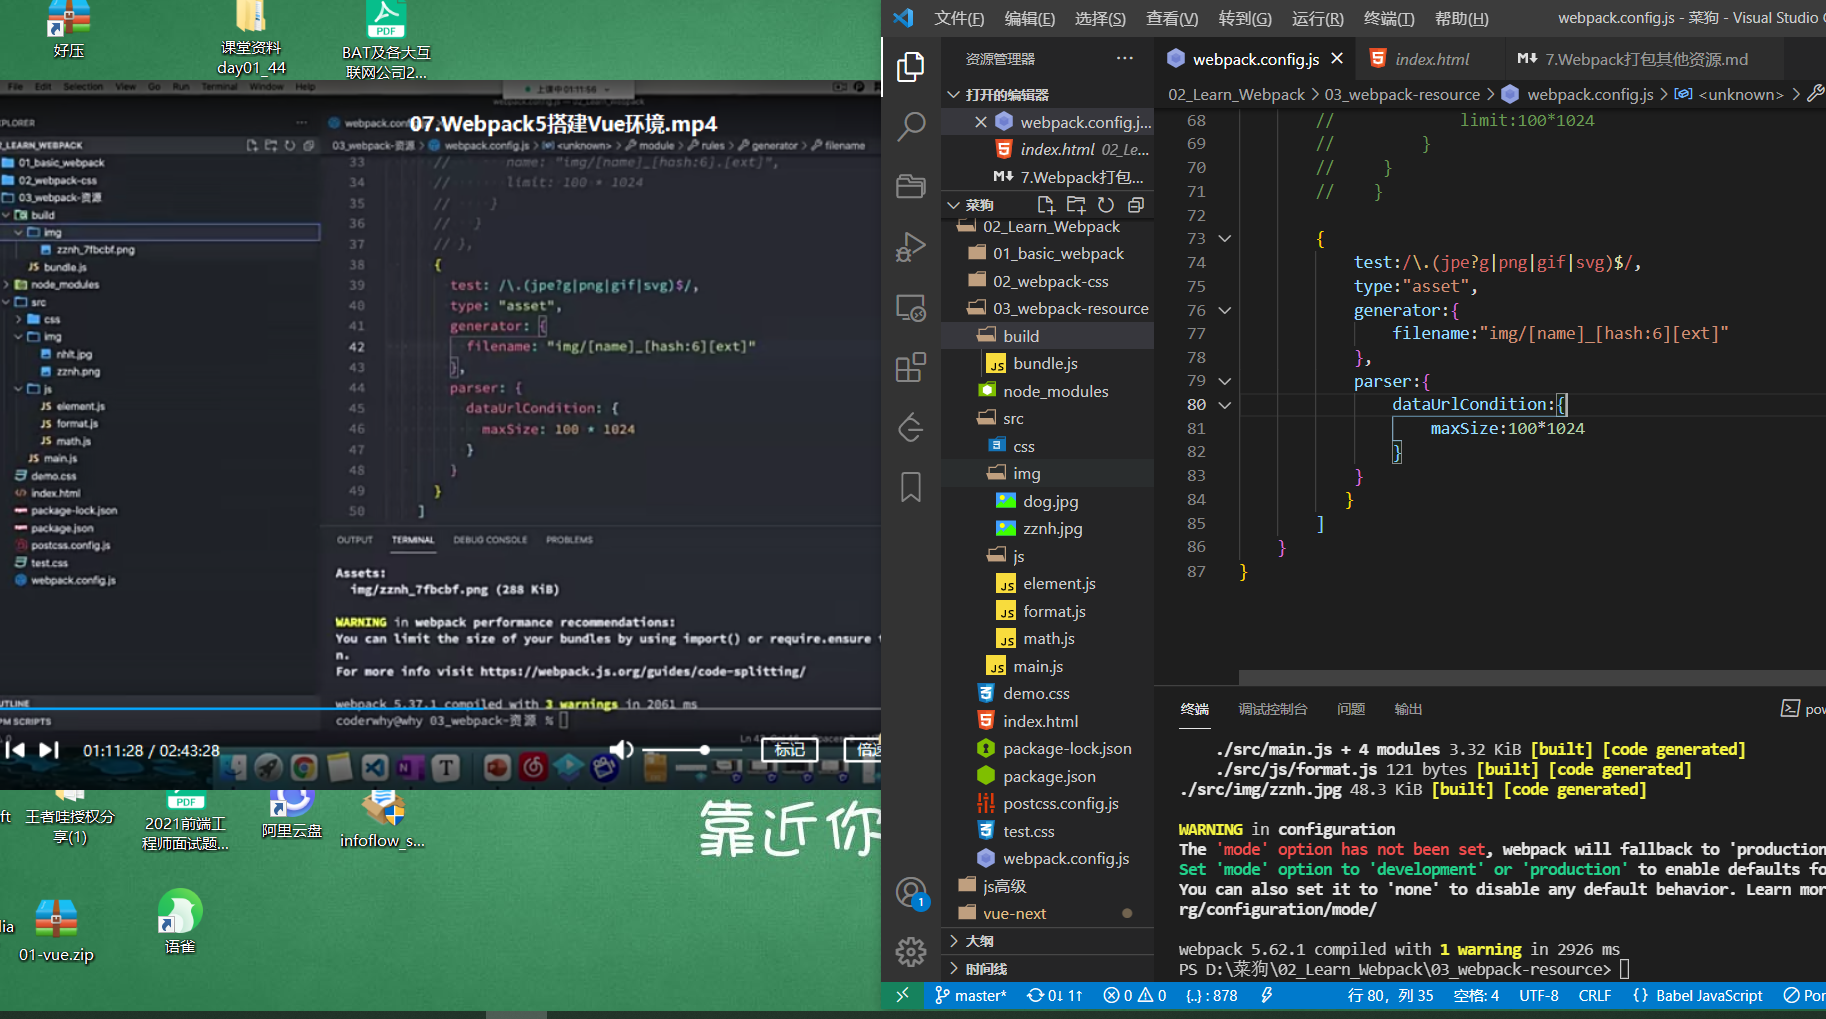 好压
课堂资料
day01_44
BAT及各大互
联网公司2...
File Edit Selection View Go Run Terminal Window Help
上课中01:11:56
07.Webpack5搭建Vue环境.mp4
03_webpack-资源 > webpack.config.js > <unknown> > module > rules > generator > filename
01_basic_webpack
02_webpack-css
03_webpack-资源
build
img
zznh_7fbcbf.png
bundle.js
node_modules
src
css
img
nhlt.jpg
zznh.png
js
element.js
format.js
math.js
main.js
demo.css
index.html
package-lock.json
package.json
postcss.config.js
test.css
webpack.config.js
33 // name: "img/[name]_[hash:6].[ext]",
34 // limit: 100 * 1024
35 // }
36 // }
37 // },
38 {
39 test: /\.(jpe?g|png|gif|svg)$/,
40 type: "asset",
41 generator: {
42 filename: "img/[name]_[hash:6][ext]"
43 },
44 parser: {
45 dataUrlCondition: {
46 maxSize: 100 * 1024
47 }
48 }
49 }
50 ]
OUTPUT TERMINAL DEBUG CONSOLE PROBLEMS
Assets:
img/zznh_7fbcbf.png (288 KiB)
WARNING in webpack performance recommendations:
You can limit the size of your bundles by using import() or require.ensure
n.
For more info visit https://webpack.js.org/guides/code-splitting/
webpack 5.37.1 compiled with 3 warnings in 2061 ms
coderwhy@why 03_webpack-资源 %
01:11:28 / 02:43:28
标记
倍速
王者哇授权分
享(1)
2021前端工
程师面试题...
阿里云盘
infoflow_s...
靠近你
01-vue.zip
语雀
文件(F) 编辑(E) 选择(S) 查看(V) 转到(G) 运行(R) 终端(T) 帮助(H)
webpack.config.js - 菜狗 - Visual Studio
资源管理器 ···
打开的编辑器
webpack.config.j...
index.html 02_Le...
7.Webpack打包...
菜狗
02_Learn_Webpack
01_basic_webpack
02_webpack-css
03_webpack-resource
build
bundle.js
node_modules
src
css
img
dog.jpg
zznh.jpg
js
element.js
format.js
math.js
main.js
demo.css
index.html
package-lock.json
package.json
postcss.config.js
test.css
webpack.config.js
js高级
vue-next
大纲
时间线
webpack.config.js index.html 7.Webpack打包其他资源.md
02_Learn_Webpack > 03_webpack-resource > webpack.config.js > <unknown> >
68 // limit:100*1024
69 // }
70 // }
71 // }
72
73 {
74 test:/\.(jpe?g|png|gif|svg)$/,
75 type:"asset",
76 generator:{
77 filename:"img/[name]_[hash:6][ext]"
78 },
79 parser:{
80 dataUrlCondition:{
81 maxSize:100*1024
82 }
83 }
84 }
85 ]
86 }
87 }
终端 调试控制台 问题 输出
./src/main.js + 4 modules 3.32 KiB [built] [code generated]
./src/js/format.js 121 bytes [built] [code generated]
./src/img/zznh.jpg 48.3 KiB [built] [code generated]
WARNING in configuration
The 'mode' option has not been set, webpack will fallback to 'production
Set 'mode' option to 'development' or 'production' to enable defaults fo
You can also set it to 'none' to disable any default behavior. Learn mor
rg/configuration/mode/
webpack 5.62.1 compiled with 1 warning in 2926 ms
PS D:\菜狗\02_Learn_Webpack\03_webpack-resource>
1
master* 0↓ 1↑ 0 0 {..} : 878 行 80，列 35 空格: 4 UTF-8 CRLF {} Babel JavaScript